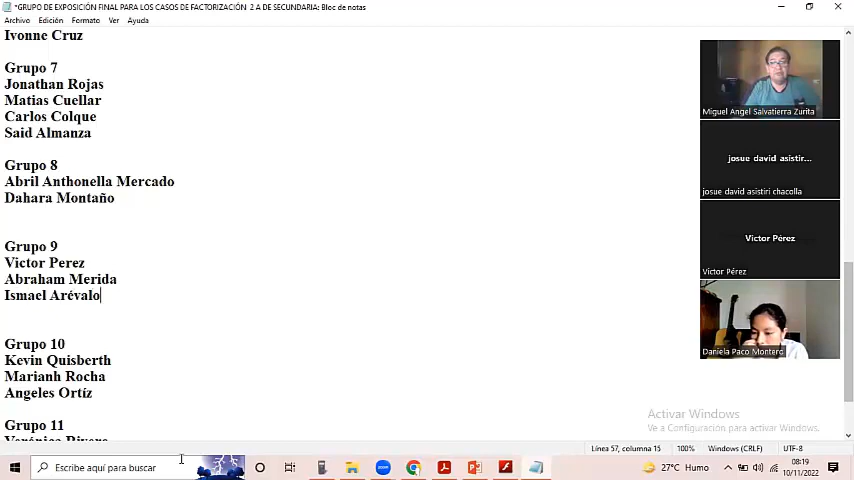 *GRUPO DE EXPOSICIÓN FINAL PARA LOS CASOS DE FACTORIZACIÓN  2 A DE SECUNDARIA: Bloc de notas
Archivo Edición Formato Ver Ayuda
Ivonne Cruz
Grupo 7
Jonathan Rojas
Matias Cuellar
Carlos Colque
Said Almanza
Grupo 8
Abril Anthonella Mercado
Dahara Montaño
Grupo 9
Victor Perez
Abraham Merida
Ismael Arévalo
Grupo 10
Kevin Quisberth
Marianh Rocha
Angeles Ortíz
Grupo 11
Verónica Rivero
Miguel Angel Salvatierra Zurita
josue david asistiri...
josue david asistiri chacolla
Victor Pérez
Victor Pérez
Daniela Paco Montero
Activar Windows
Ve a Configuración para activar Windows.
Línea 57, columna 15 100% Windows (CRLF) UTF-8
Escribe aquí para buscar
27°C Humo
08:19
10/11/2022